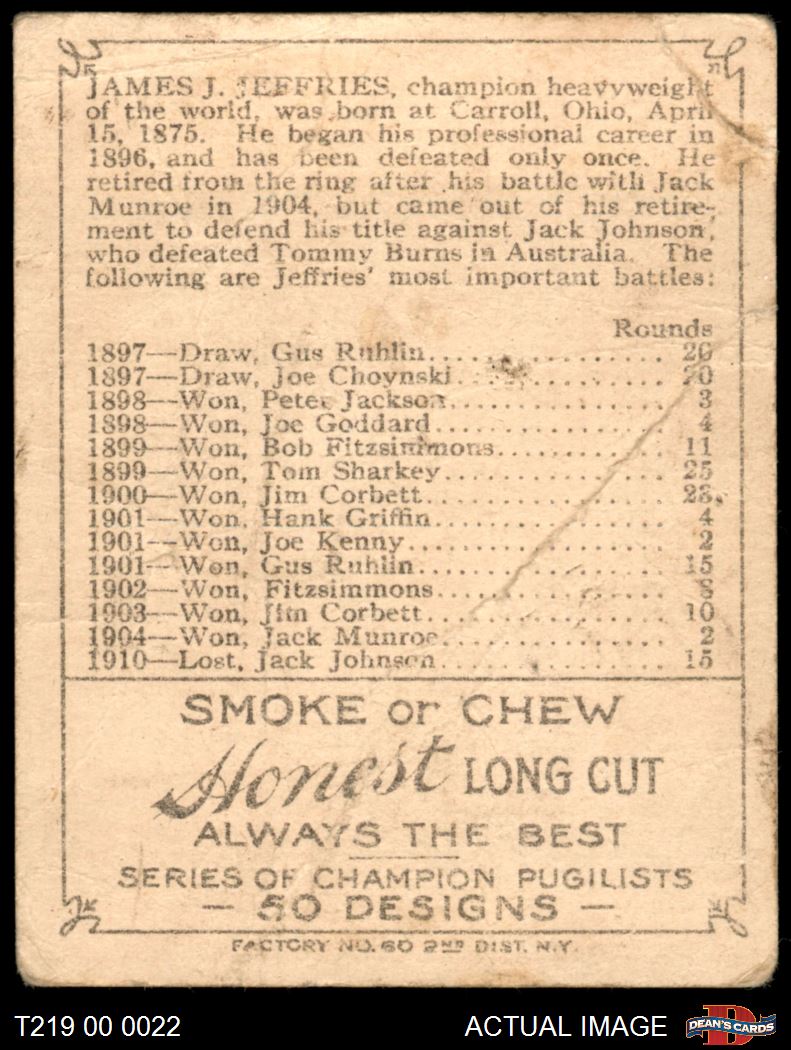 JAMES J. JEFFRIES, champion heavyweight
of the world, was born at Carroll, Ohio, April
15, 1875. He began his professional career in
1896, and has been defeated only once. He
retired from the ring after his battle with Jack
Munroe in 1904, but came out of his retire-
ment to defend his title against Jack Johnson,
who defeated Tommy Burns in Australia. The
following are Jeffries' most important battles:
Rounds
1897—Draw, Gus Ruhlin.................... 20
1897—Draw, Joe Choynski.................. 20
1898—Won, Peter Jackson.................. 3
1898—Won, Joe Goddard.................... 4
1899—Won, Bob Fitzsimmons................ 11
1899—Won, Tom Sharkey.................... 25
1900—Won, Jim Corbett.................... 23
1901—Won, Hank Griffin................... 4
1901—Won, Joe Kenny...................... 2
1901—Won, Gus Ruhlin..................... 15
1902—Won, Fitzsimmons.................... 8
1903—Won, Jim Corbett.................... 10
1904—Won, Jack Munroe.................... 2
1910—Lost, Jack Johnson.................. 15
SMOKE or CHEW
Honest LONG CUT
ALWAYS THE BEST
SERIES OF CHAMPION PUGILISTS
— 50 DESIGNS —
FACTORY NO. 60 2ND DIST. N.Y.
T219 00 0022 ACTUAL IMAGE DEAN'S CARDS